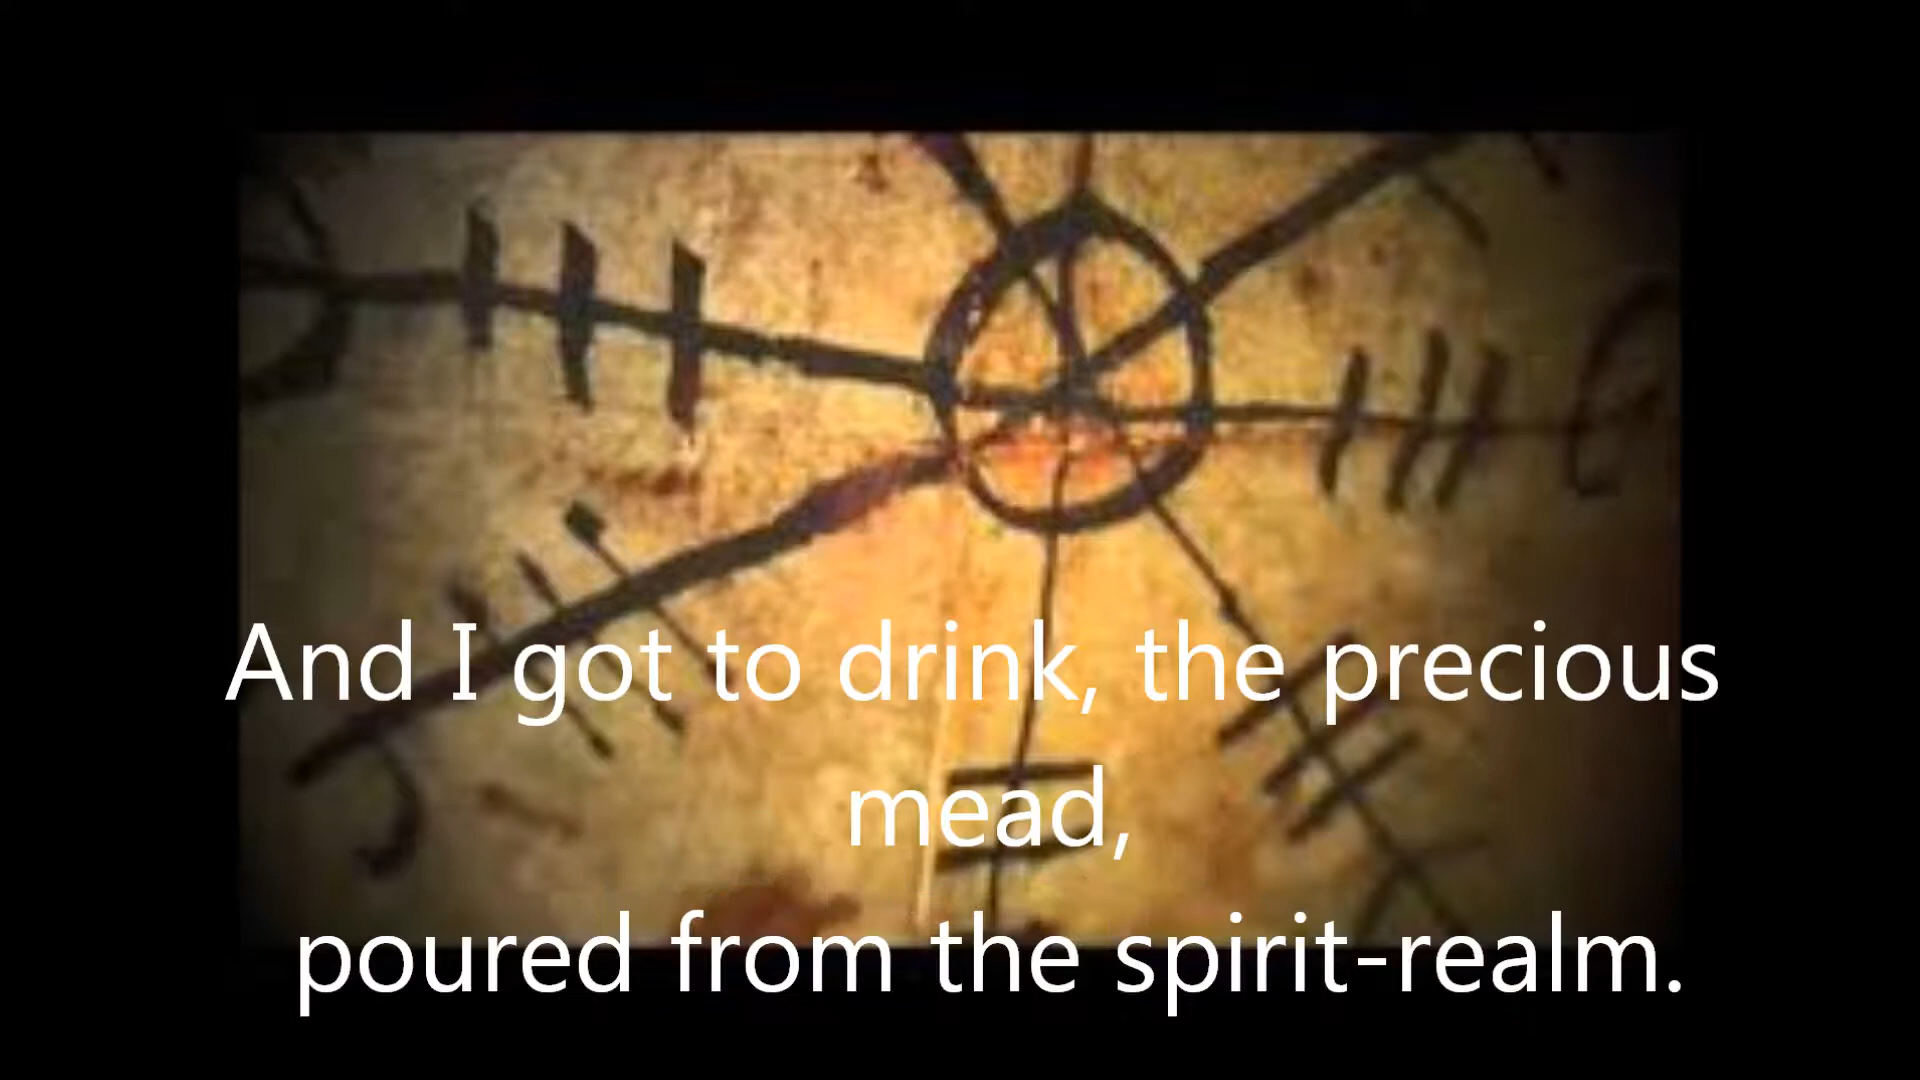 And I got to drink, the precious
mead,
poured from the spirit-realm.